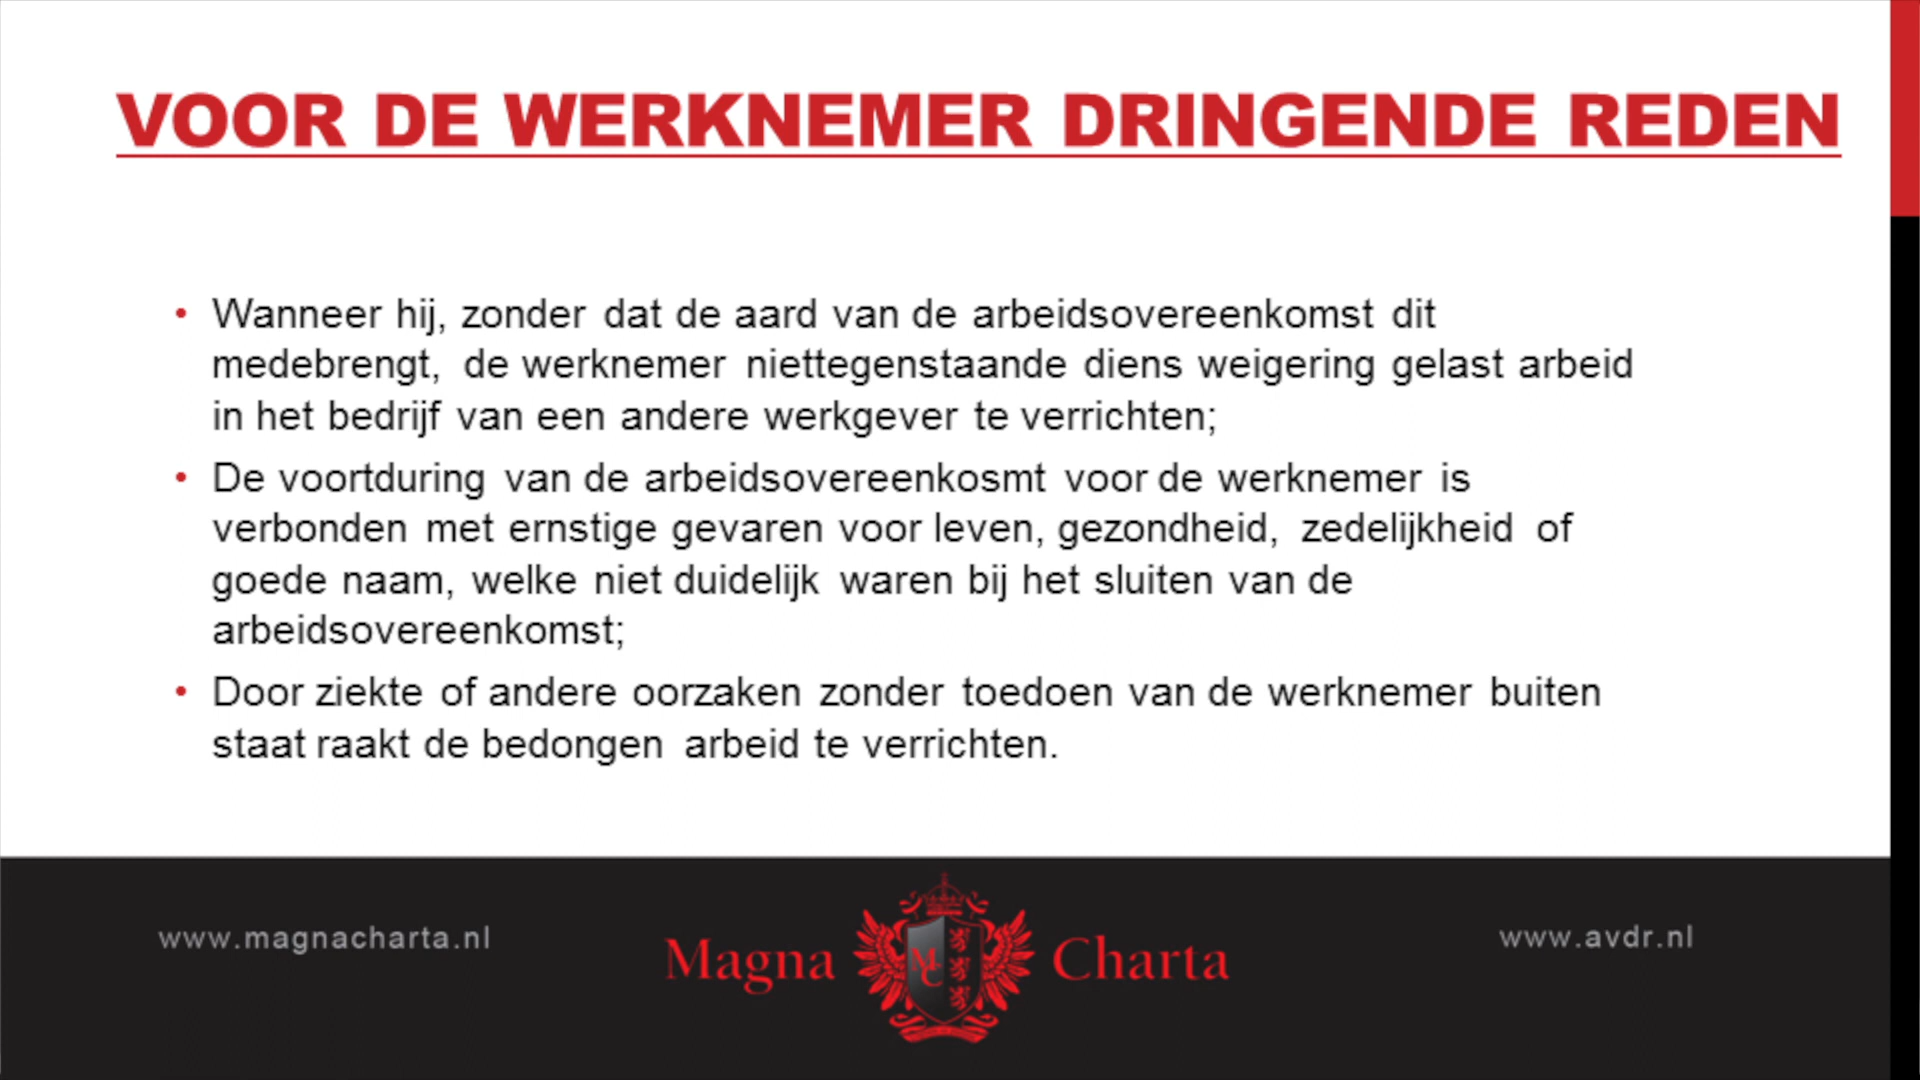 VOOR DE WERKNEMER DRINGENDE REDEN
• Wanneer hij, zonder dat de aard van de arbeidsovereenkomst dit
medebrengt, de werknemer niettegenstaande diens weigering gelast arbeid
in het bedrijf van een andere werkgever te verrichten;
• De voortduring van de arbeidsovereenkosmt voor de werknemer is
verbonden met ernstige gevaren voor leven, gezondheid, zedelijkheid of
goede naam, welke niet duidelijk waren bij het sluiten van de
arbeidsovereenkomst;
• Door ziekte of andere oorzaken zonder toedoen van de werknemer buiten
staat raakt de bedongen arbeid te verrichten.
www.magnacharta.nl
Magna MC Charta
www.avdr.nl